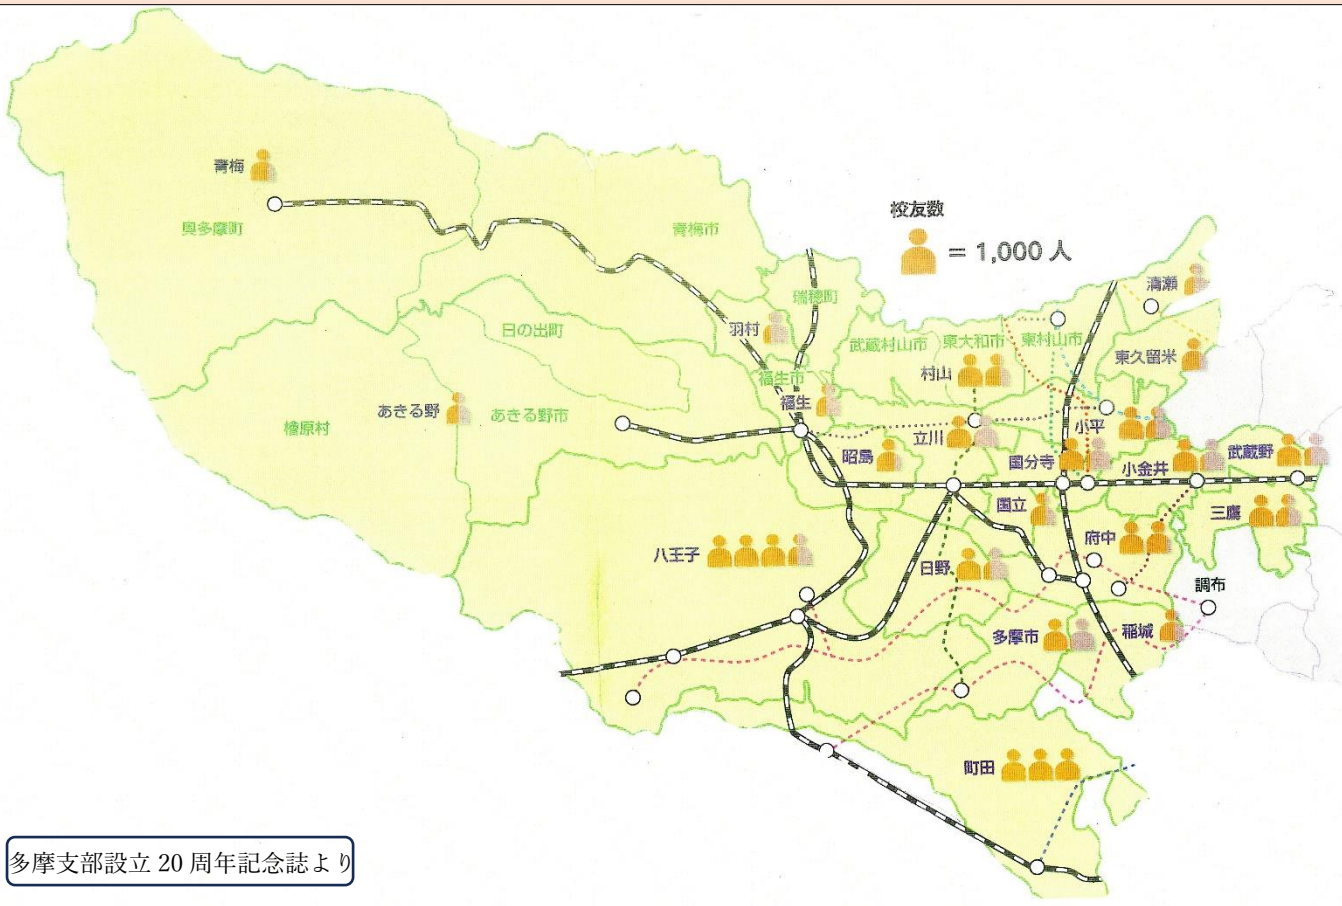 青梅
奥多摩町
青梅市
校友数
= 1,000 人
清瀬
瑞穂町
羽村
日の出町
武蔵村山市
東大和市
東村山市
東久留米
村山
福生市
福生
あきる野
あきる野市
檜原村
立川
小平
昭島
国分寺
小金井
武蔵野
国立
三鷹
府中
八王子
日野
調布
多摩市
稲城
町田
多摩支部設立 20 周年記念誌より